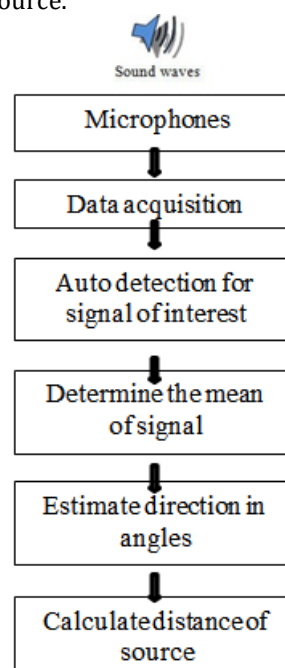 ource.
Sound waves
Microphones
Data acquisition
Auto detection for
signal of interest
Determine the mean
of signal
Estimate direction in
angles
Calculate distance of
source